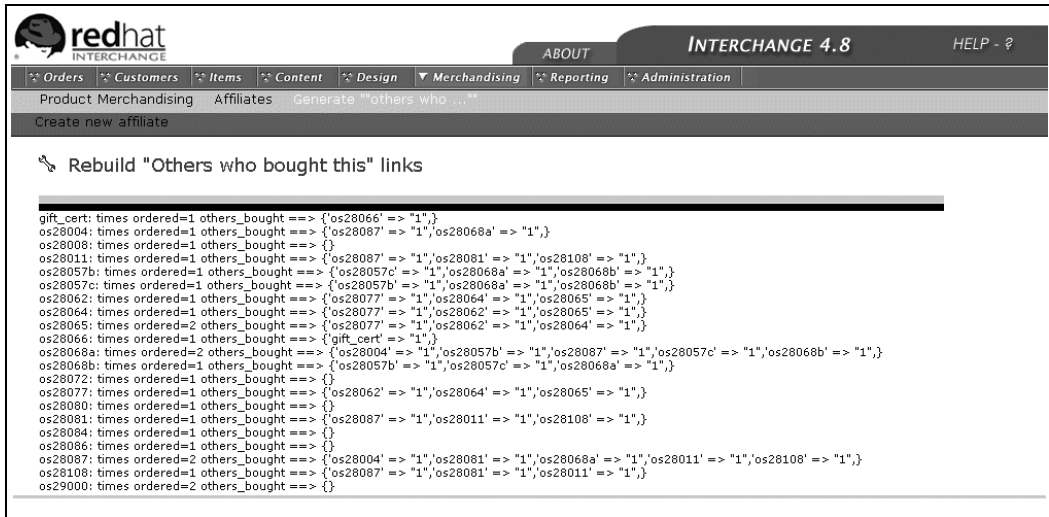 redhat
INTERCHANGE
ABOUT
INTERCHANGE 4.8
HELP - ?
Orders Customers Items Content Design Merchandising Reporting Administration
Product Merchandising Affiliates Generate ""others who ...""
Create new affiliate
Rebuild "Others who bought this" links
gift_cert: times ordered=1 others_bought ==> {'os28066' => "1",}
os28004: times ordered=1 others_bought ==> {'os28087' => "1",'os28068a' => "1",}
os28008: times ordered=1 others_bought ==> {}
os28011: times ordered=1 others_bought ==> {'os28087' => "1",'os28081' => "1",'os28108' => "1",}
os28057b: times ordered=1 others_bought ==> {'os28057c' => "1",'os28068a' => "1",'os28068b' => "1",}
os28057c: times ordered=1 others_bought ==> {'os28057b' => "1",'os28068a' => "1",'os28068b' => "1",}
os28062: times ordered=1 others_bought ==> {'os28077' => "1",'os28064' => "1",'os28065' => "1",}
os28064: times ordered=1 others_bought ==> {'os28077' => "1",'os28062' => "1",'os28065' => "1",}
os28065: times ordered=2 others_bought ==> {'os28077' => "1",'os28062' => "1",'os28064' => "1",}
os28066: times ordered=1 others_bought ==> {'gift_cert' => "1",}
os28068a: times ordered=2 others_bought ==> {'os28004' => "1",'os28057b' => "1",'os28087' => "1",'os28057c' => "1",'os28068b' => "1",}
os28068b: times ordered=1 others_bought ==> {'os28057b' => "1",'os28057c' => "1",'os28068a' => "1",}
os28072: times ordered=1 others_bought ==> {}
os28077: times ordered=1 others_bought ==> {'os28062' => "1",'os28064' => "1",'os28065' => "1",}
os28080: times ordered=1 others_bought ==> {}
os28081: times ordered=1 others_bought ==> {'os28087' => "1",'os28011' => "1",'os28108' => "1",}
os28084: times ordered=1 others_bought ==> {}
os28086: times ordered=1 others_bought ==> {}
os28087: times ordered=2 others_bought ==> {'os28004' => "1",'os28081' => "1",'os28068a' => "1",'os28011' => "1",'os28108' => "1",}
os28108: times ordered=1 others_bought ==> {'os28087' => "1",'os28081' => "1",'os28011' => "1",}
os29000: times ordered=2 others_bought ==> {}